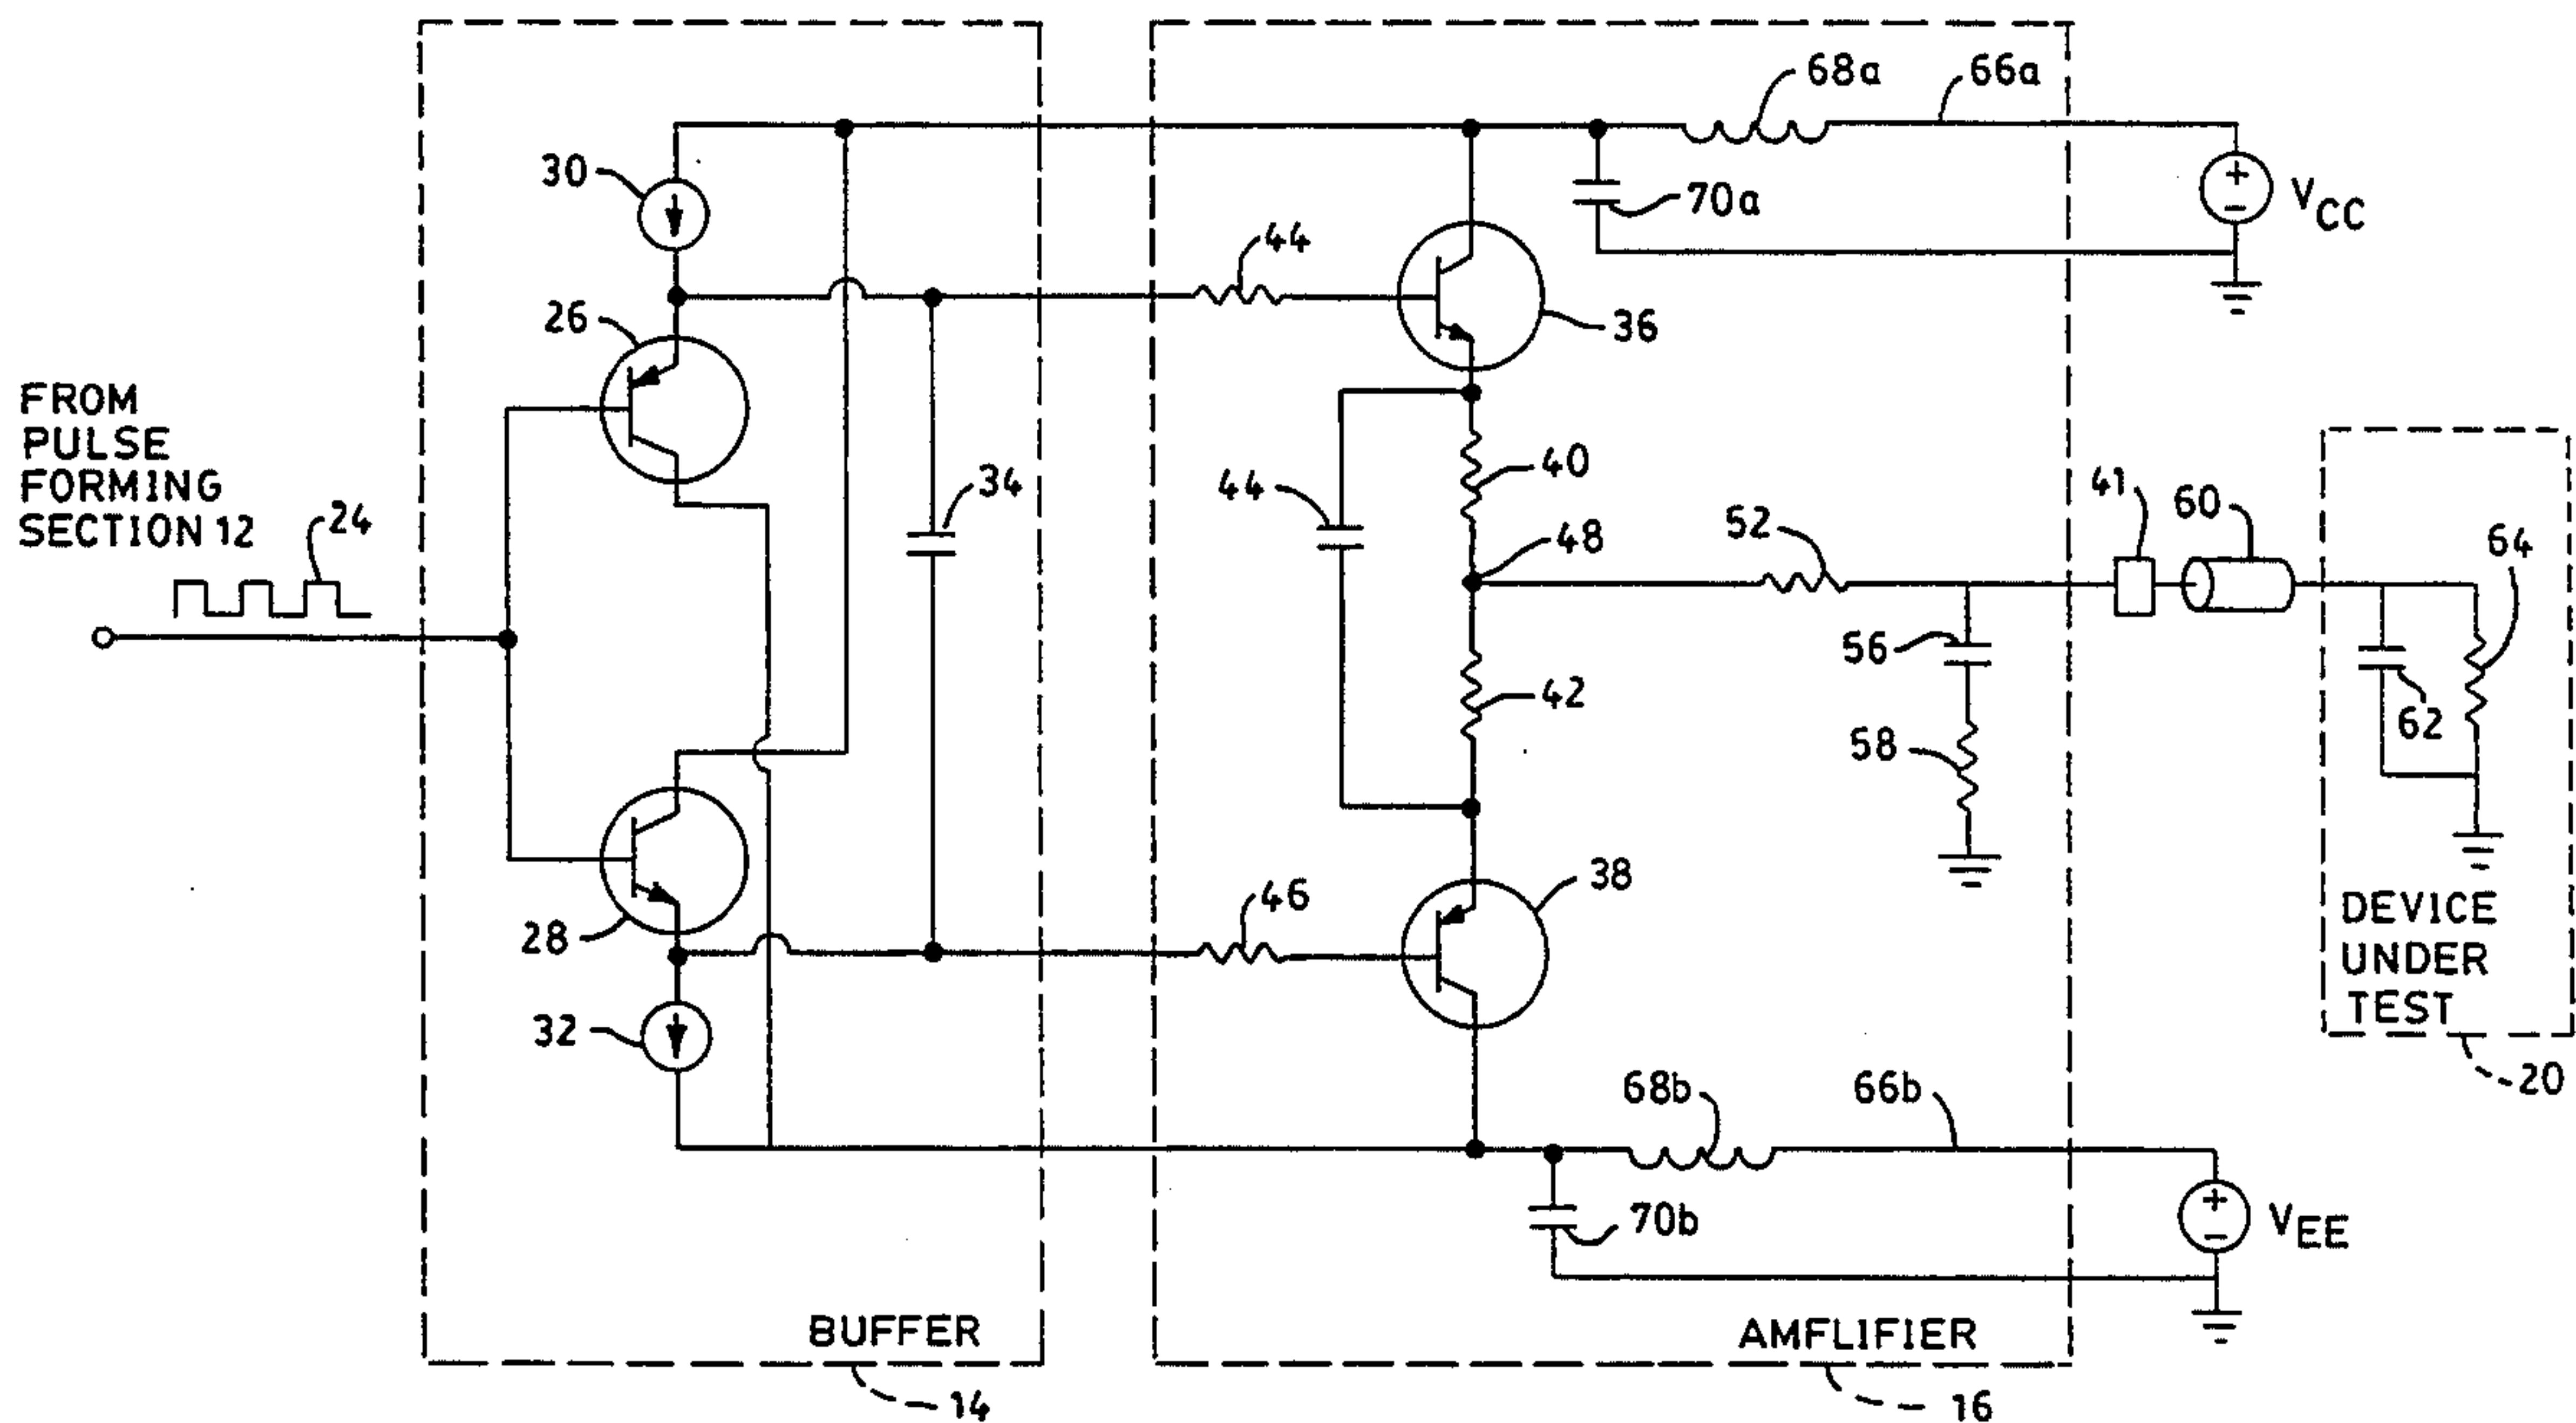 68a
66a
30
70a
VCC
44
26
36
FROM
PULSE
FORMING
SECTION 12
24
34
44
40
48
52
41
60
64
56
62
42
58
28
46
38
DEVICE
UNDER
TEST
32
68b
66b
20
70b
VEE
BUFFER
AMFLIFIER
14
16